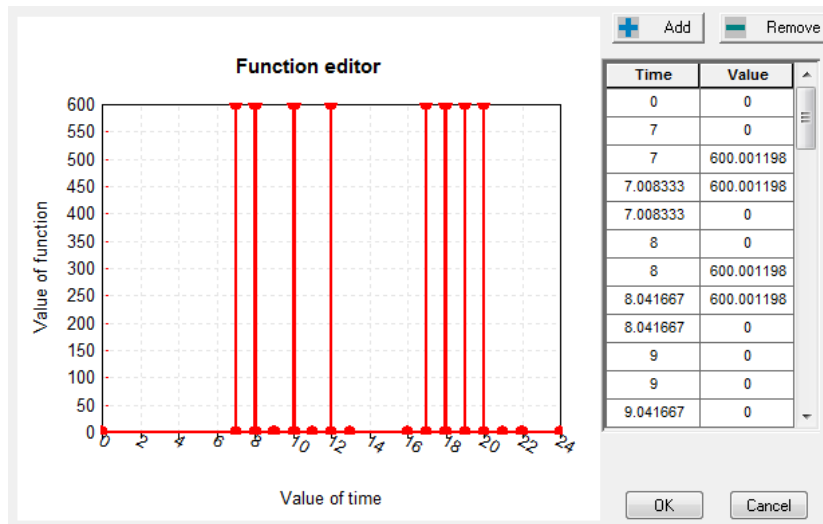 Add
Remove
Function editor
Time Value
0 0
7 0
7 600.001198
7.008333 600.001198
7.008333 0
8 0
8 600.001198
8.041667 600.001198
8.041667 0
9 0
9 0
9.041667 0
600
550
500
450
400
350
300
250
200
150
100
50
0
Value of function
0 2 4 6 8 10 12 14 16 18 20 22 24
Value of time
OK
Cancel